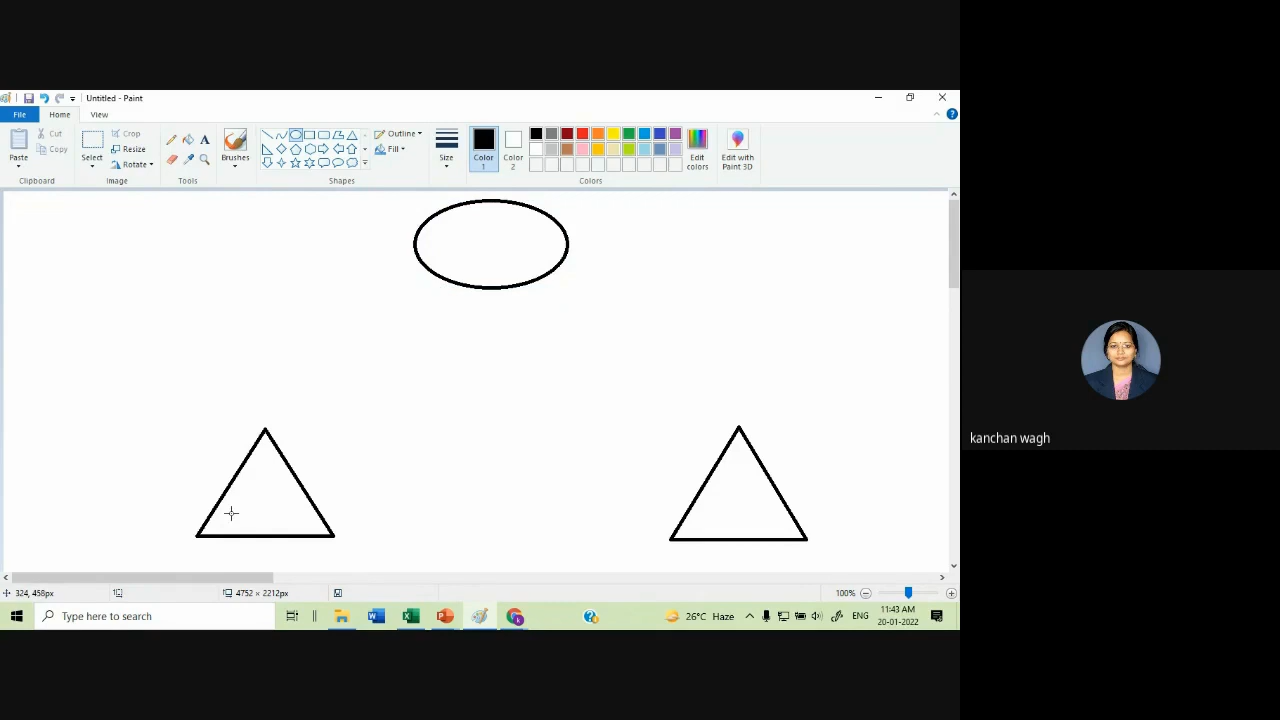 Untitled - Paint
File Home View
Paste
Cut
Copy
Clipboard
Select
Crop
Resize
Rotate
Image
Tools
Brushes
Outline
Fill
Shapes
Size
Color 1
Color 2
Edit colors
Edit with Paint 3D
Colors
kanchan wagh
324, 458px
4752 × 2212px
100%
Type here to search
26°C Haze
ENG
11:43 AM
20-01-2022